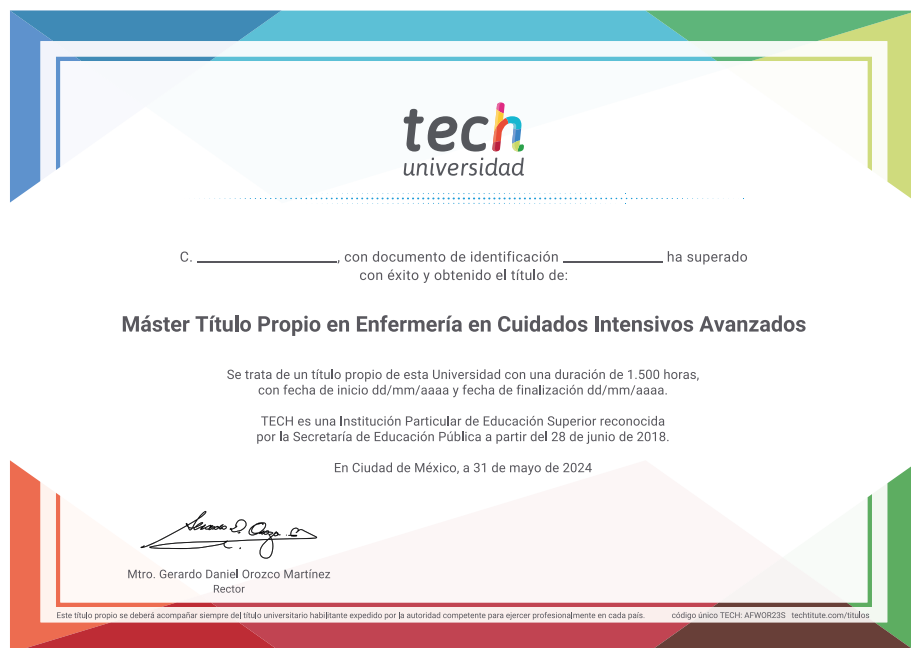 tech
universidad
C. ____________, con documento de identificación ____________ ha superado
con éxito y obtenido el título de:
Máster Título Propio en Enfermería en Cuidados Intensivos Avanzados
Se trata de un título propio de esta Universidad con una duración de 1.500 horas,
con fecha de inicio dd/mm/aaaa y fecha de finalización dd/mm/aaaa.
TECH es una Institución Particular de Educación Superior reconocida
por la Secretaría de Educación Pública a partir del 28 de junio de 2018.
En Ciudad de México, a 31 de mayo de 2024
Mtro. Gerardo Daniel Orozco Martínez
Rector
Este título propio se deberá acompañar siempre del título universitario habilitante expedido por la autoridad competente para ejercer profesionalmente en cada país. código único TECH: AFWOR23S techtitute.com/titulos